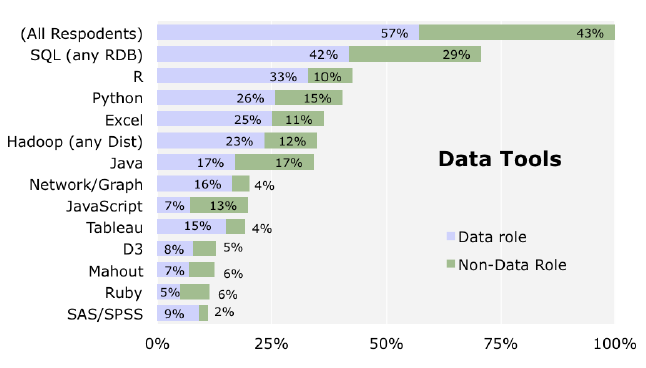 (All Respodents) 57% 43%
SQL (any RDB) 42% 29%
R 33% 10%
Python 26% 15%
Excel 25% 11%
Hadoop (any Dist) 23% 12%
Java 17% 17%
Data Tools
Network/Graph 16% 4%
JavaScript 7% 13%
Tableau 15% 4%
Data role
D3 8% 5%
Non-Data Role
Mahout 7% 6%
Ruby 5% 6%
SAS/SPSS 9% 2%
0% 25% 50% 75% 100%